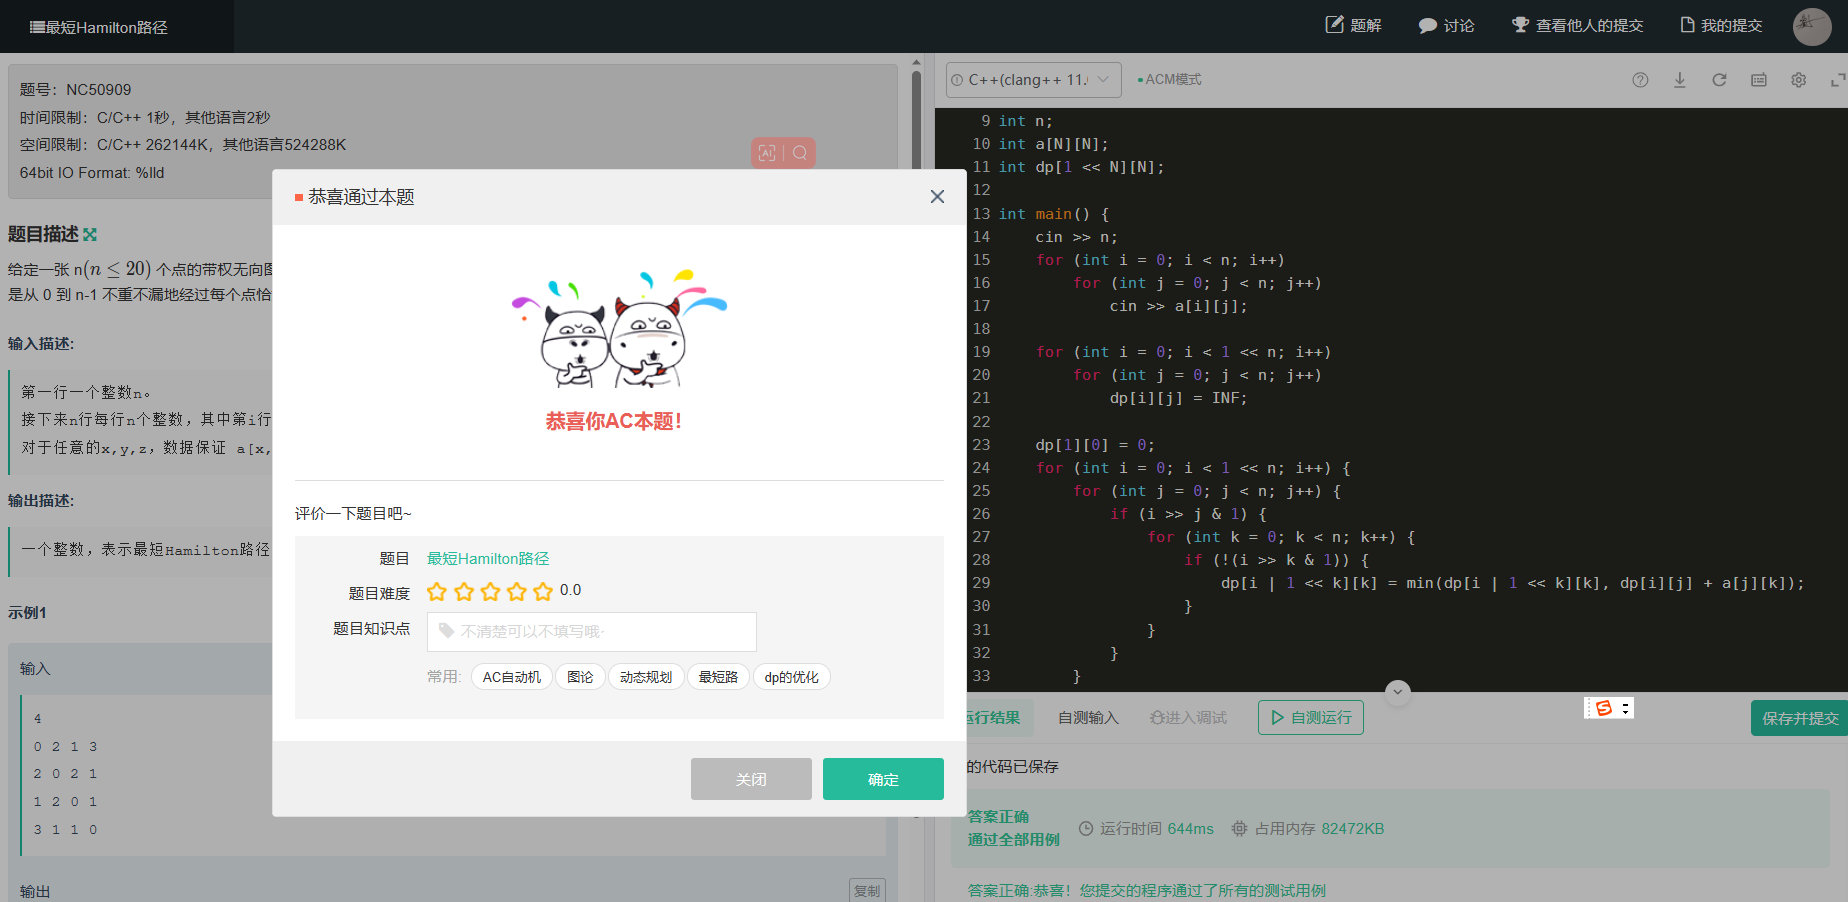 最短Hamilton路径
题解
讨论
查看他人的提交
我的提交
题号：NC50909
时间限制：C/C++ 1秒，其他语言2秒
空间限制：C/C++ 262144K，其他语言524288K
64bit IO Format: %lld
题目描述
给定一张 n(n ≤ 20) 个点的带权无向图
是从 0 到 n-1 不重不漏地经过每个点恰
输入描述:
第一行一个整数n。
接下来n行每行n个整数，其中第i行
对于任意的x,y,z，数据保证 a[x,
输出描述:
一个整数，表示最短Hamilton路径
示例1
输入
4
0 2 1 3
2 0 2 1
1 2 0 1
3 1 1 0
输出
复制
AI
恭喜通过本题
恭喜你AC本题！
评价一下题目吧~
题目 最短Hamilton路径
题目难度 0.0
题目知识点 不清楚可以不填写哦~
常用: AC自动机 图论 动态规划 最短路 dp的优化
关闭
确定
C++(clang++ 11.
ACM模式
9 int n;
10 int a[N][N];
11 int dp[1 << N][N];
12
13 int main() {
14     cin >> n;
15     for (int i = 0; i < n; i++)
16         for (int j = 0; j < n; j++)
17             cin >> a[i][j];
18
19     for (int i = 0; i < 1 << n; i++)
20         for (int j = 0; j < n; j++)
21             dp[i][j] = INF;
22
23     dp[1][0] = 0;
24     for (int i = 0; i < 1 << n; i++) {
25         for (int j = 0; j < n; j++) {
26             if (i >> j & 1) {
27                 for (int k = 0; k < n; k++) {
28                     if (!(i >> k & 1)) {
29                         dp[i | 1 << k][k] = min(dp[i | 1 << k][k], dp[i][j] + a[j][k]);
30                     }
31                 }
32             }
33         }
运行结果
自测输入
进入调试
自测运行
保存并提交
的代码已保存
答案正确
通过全部用例
运行时间 644ms
占用内存 82472KB
答案正确:恭喜！您提交的程序通过了所有的测试用例